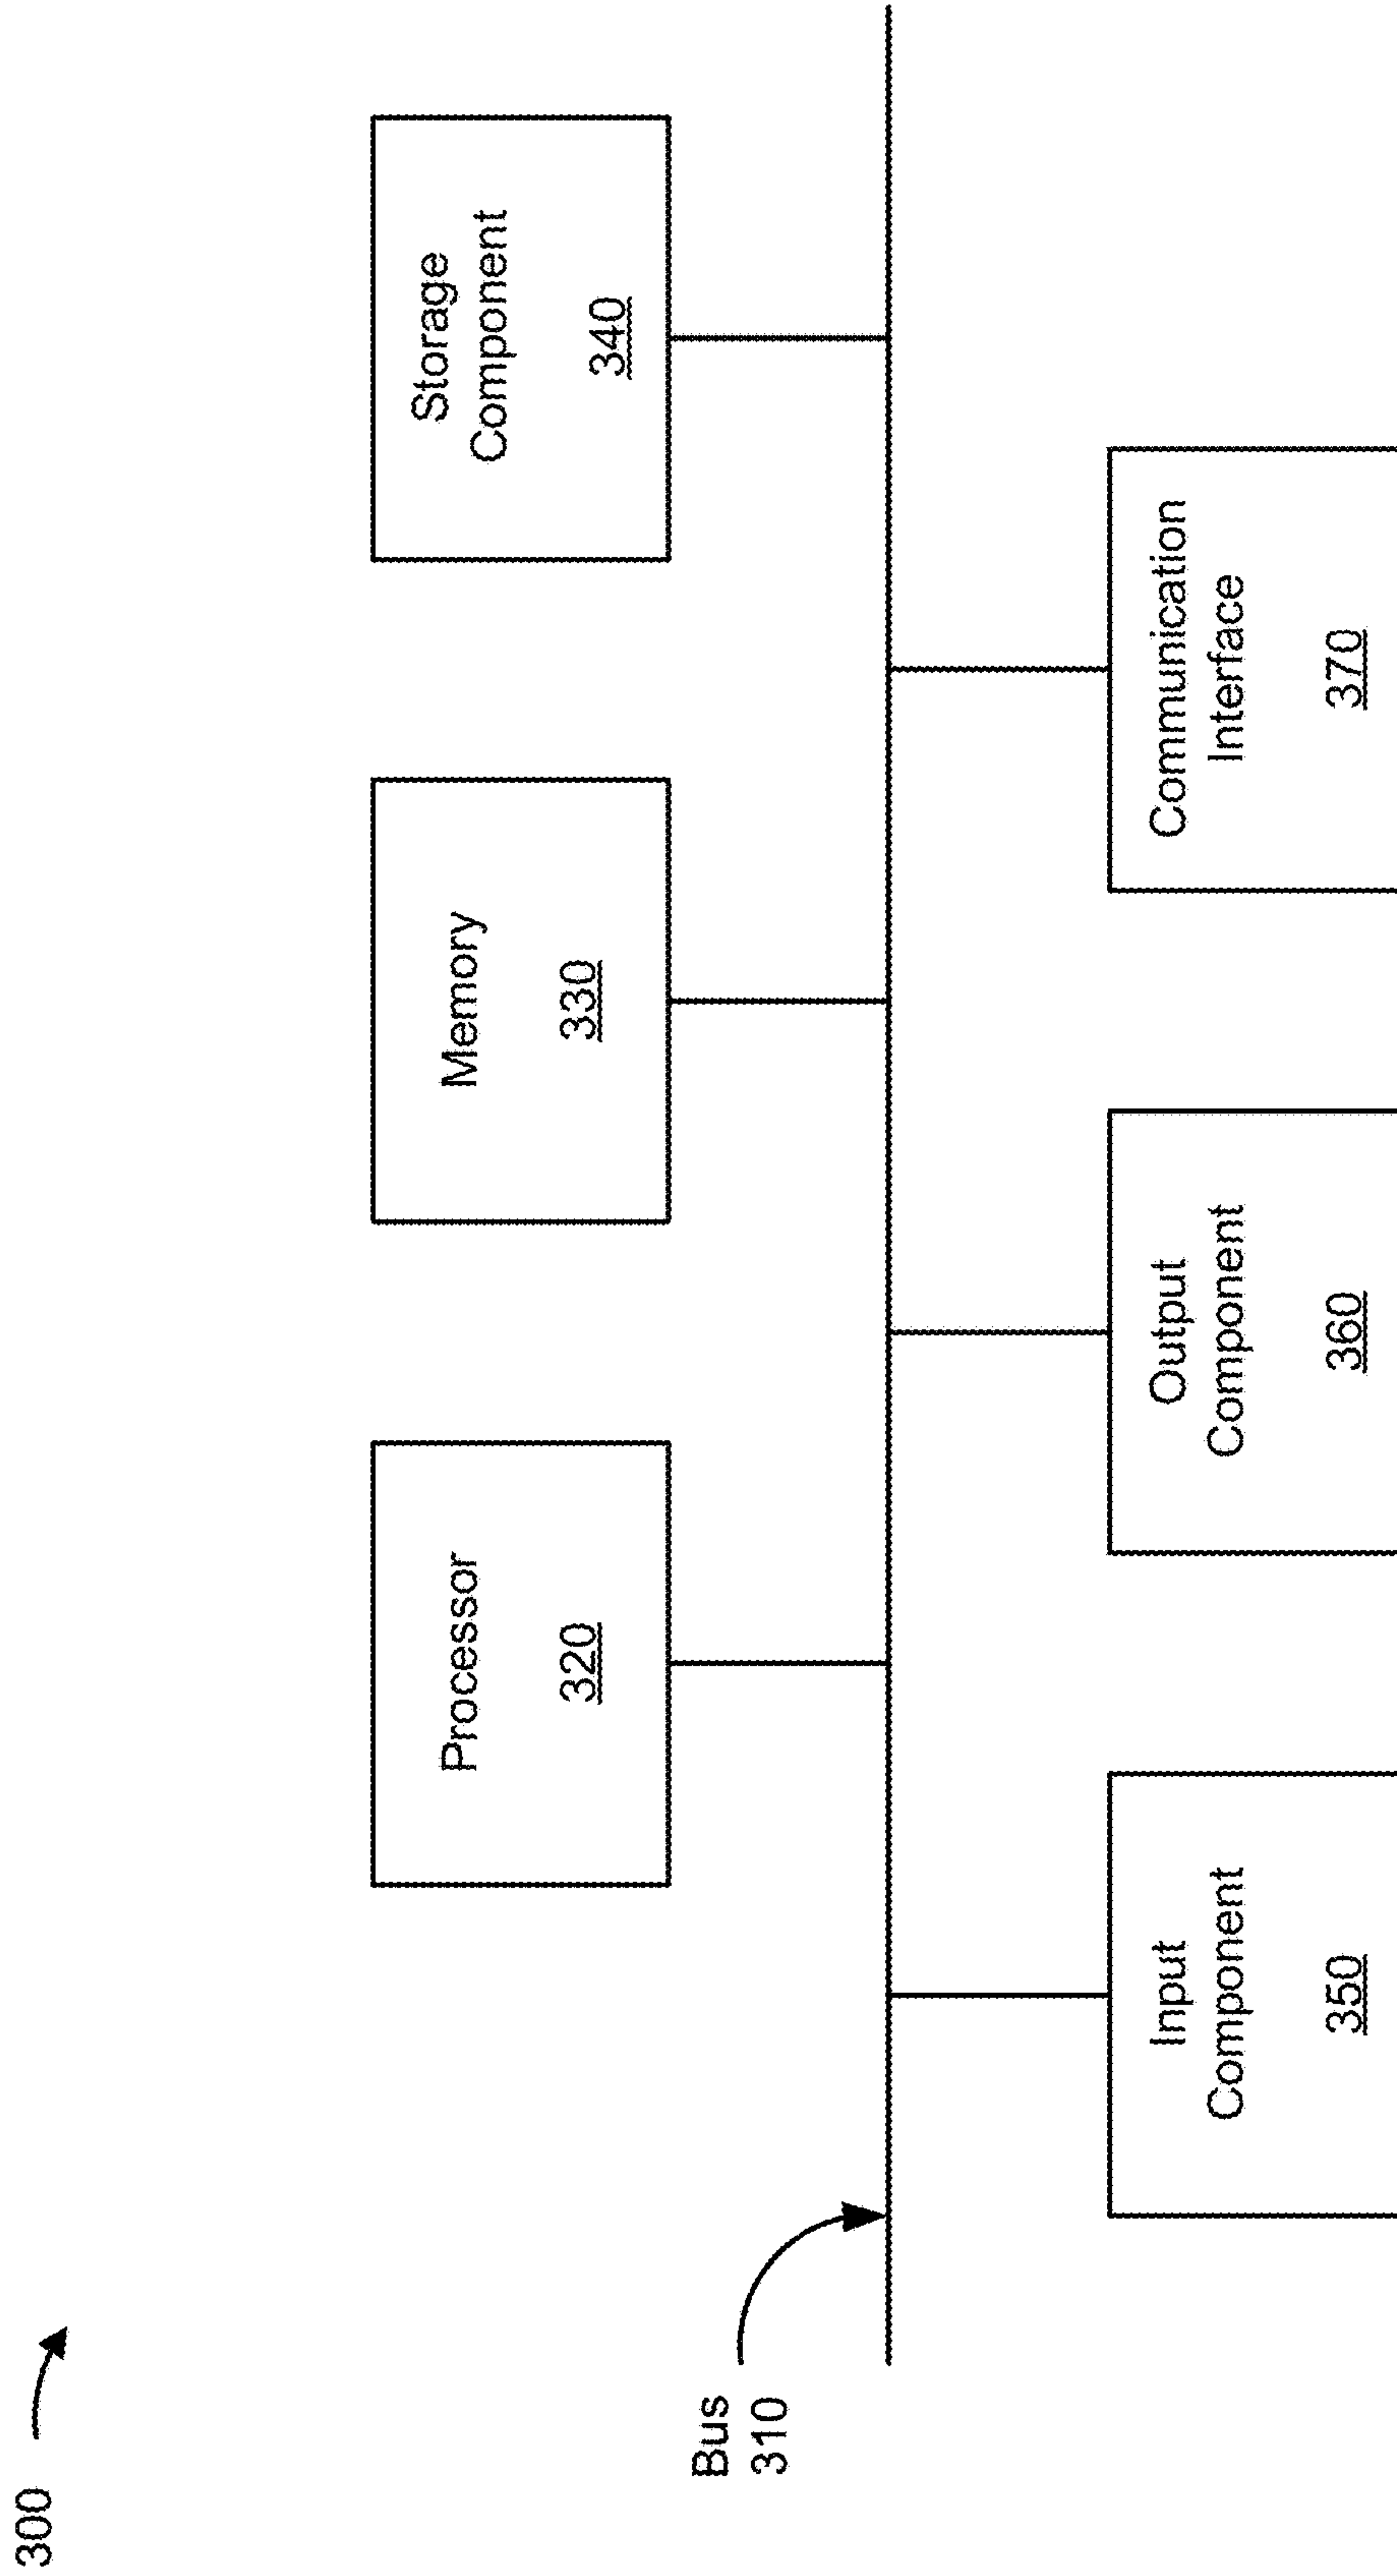 300
Processor
320
Memory
330
Storage
Component
340
Bus
310
Input
Component
350
Output
Component
360
Communication
Interface
370